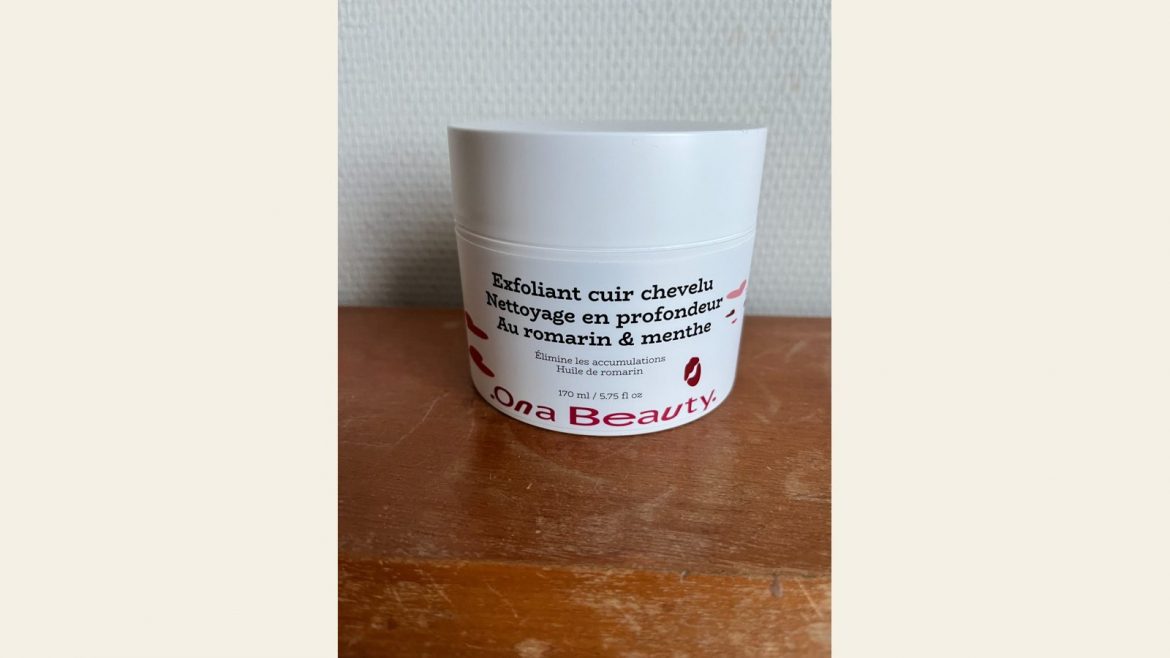 Exfoliant cuir chevelu
Nettoyage en profondeur
Au romarin & menthe
Élimine les accumulations
Huile de romarin
170 ml / 5.75 fl oz
.Ona Beauty.